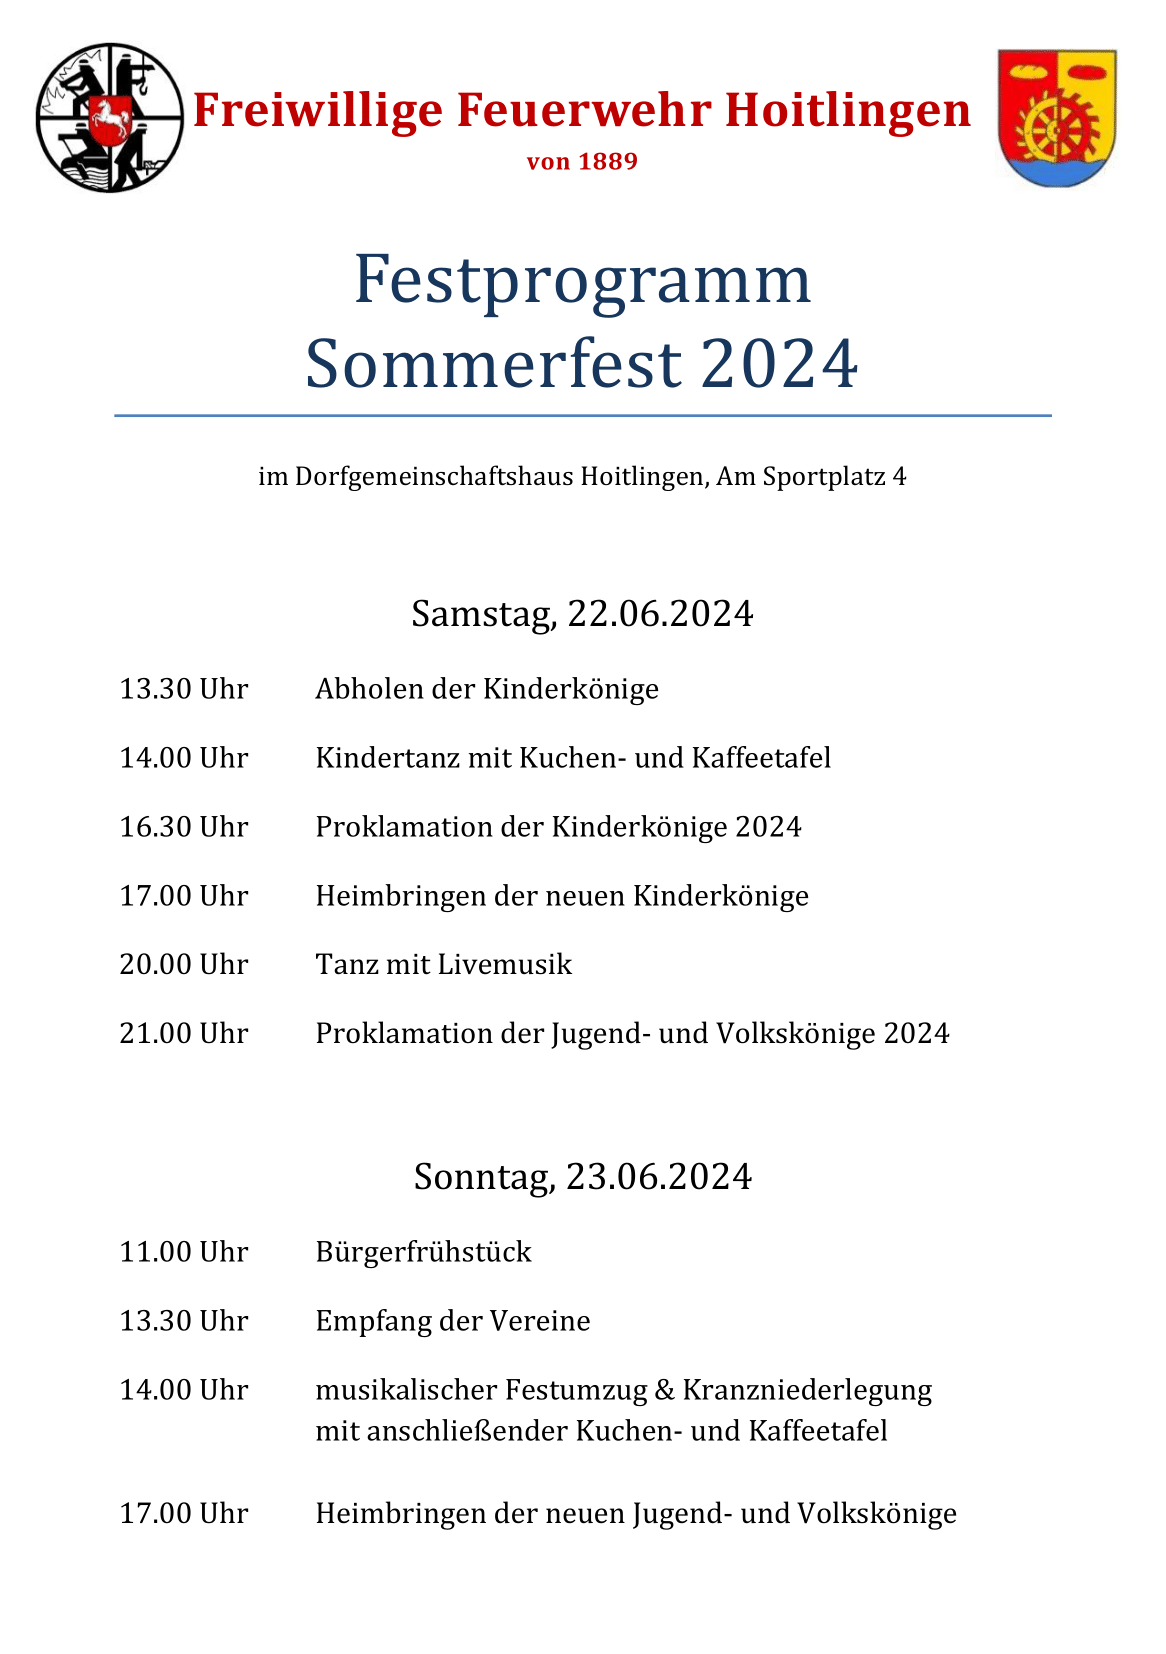 Freiwillige Feuerwehr Hoitlingen
von 1889
Festprogramm
Sommerfest 2024
im Dorfgemeinschaftshaus Hoitlingen, Am Sportplatz 4
Samstag, 22.06.2024
13.30 Uhr Abholen der Kinderkönige
14.00 Uhr Kindertanz mit Kuchen- und Kaffeetafel
16.30 Uhr Proklamation der Kinderkönige 2024
17.00 Uhr Heimbringen der neuen Kinderkönige
20.00 Uhr Tanz mit Livemusik
21.00 Uhr Proklamation der Jugend- und Volkskönige 2024
Sonntag, 23.06.2024
11.00 Uhr Bürgerfrühstück
13.30 Uhr Empfang der Vereine
14.00 Uhr musikalischer Festumzug & Kranzniederlegung
mit anschließender Kuchen- und Kaffeetafel
17.00 Uhr Heimbringen der neuen Jugend- und Volkskönige